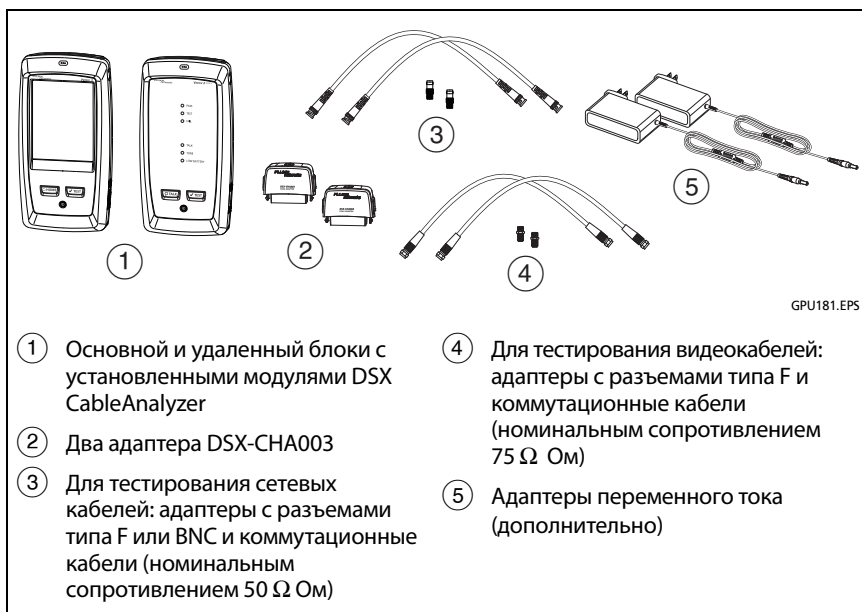 TALK
TEST
1
2
3
4
5
GPU181.EPS
1 Основной и удаленный блоки с
установленными модулями DSX
CableAnalyzer
2 Два адаптера DSX-CHA003
3 Для тестирования сетевых
кабелей: адаптеры с разъемами
типа F или BNC и коммутационные
кабели (номинальным
сопротивлением 50 Ω Ом)
4 Для тестирования видеокабелей:
адаптеры с разъемами типа F и
коммутационные кабели
(номинальным сопротивлением
75 Ω Ом)
5 Адаптеры переменного тока
(дополнительно)